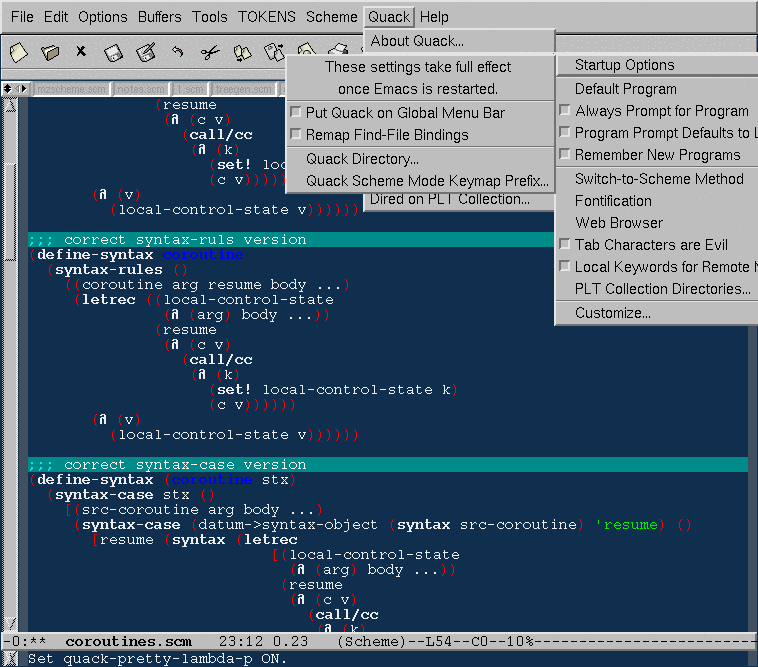 File Edit Options Buffers Tools TOKENS Scheme Quack Help
About Quack...
These settings take full effect
once Emacs is restarted.
Put Quack on Global Menu Bar
Remap Find-File Bindings
Quack Directory...
Quack Scheme Mode Keymap Prefix...
Dired on PLT Collection...
Startup Options
Default Program
Always Prompt for Program
Program Prompt Defaults to L
Remember New Programs
Switch-to-Scheme Method
Fontification
Web Browser
Tab Characters are Evil
Local Keywords for Remote
PLT Collection Directories...
Customize...
mzscheme.scm notes.scm t.scm treegen.scm
(resume
(λ (c v)
(call/cc
(λ (k)
(set! loc
(c v)))))
(λ (v)
(local-control-state v))))))
;;; correct syntax-ruls version
(define-syntax coroutine
(syntax-rules ()
((coroutine arg resume body ...)
(letrec ((local-control-state
(λ (arg) body ...))
(resume
(λ (c v)
(call/cc
(λ (k)
(set! local-control-state k)
(c v))))))
(λ (v)
(local-control-state v))))))
;;; correct syntax-case version
(define-syntax (coroutine stx)
(syntax-case stx ()
[(src-coroutine arg body ...)
(syntax-case (datum->syntax-object (syntax src-coroutine) 'resume) ()
[resume (syntax (letrec
[(local-control-state
(λ (arg) body ...))
(resume
(λ (c v)
(call/cc
(λ (k)
-0:** coroutines.scm 23:12 0.23 (Scheme)--L54--C0--10%--------------------
Set quack-pretty-lambda-p ON.